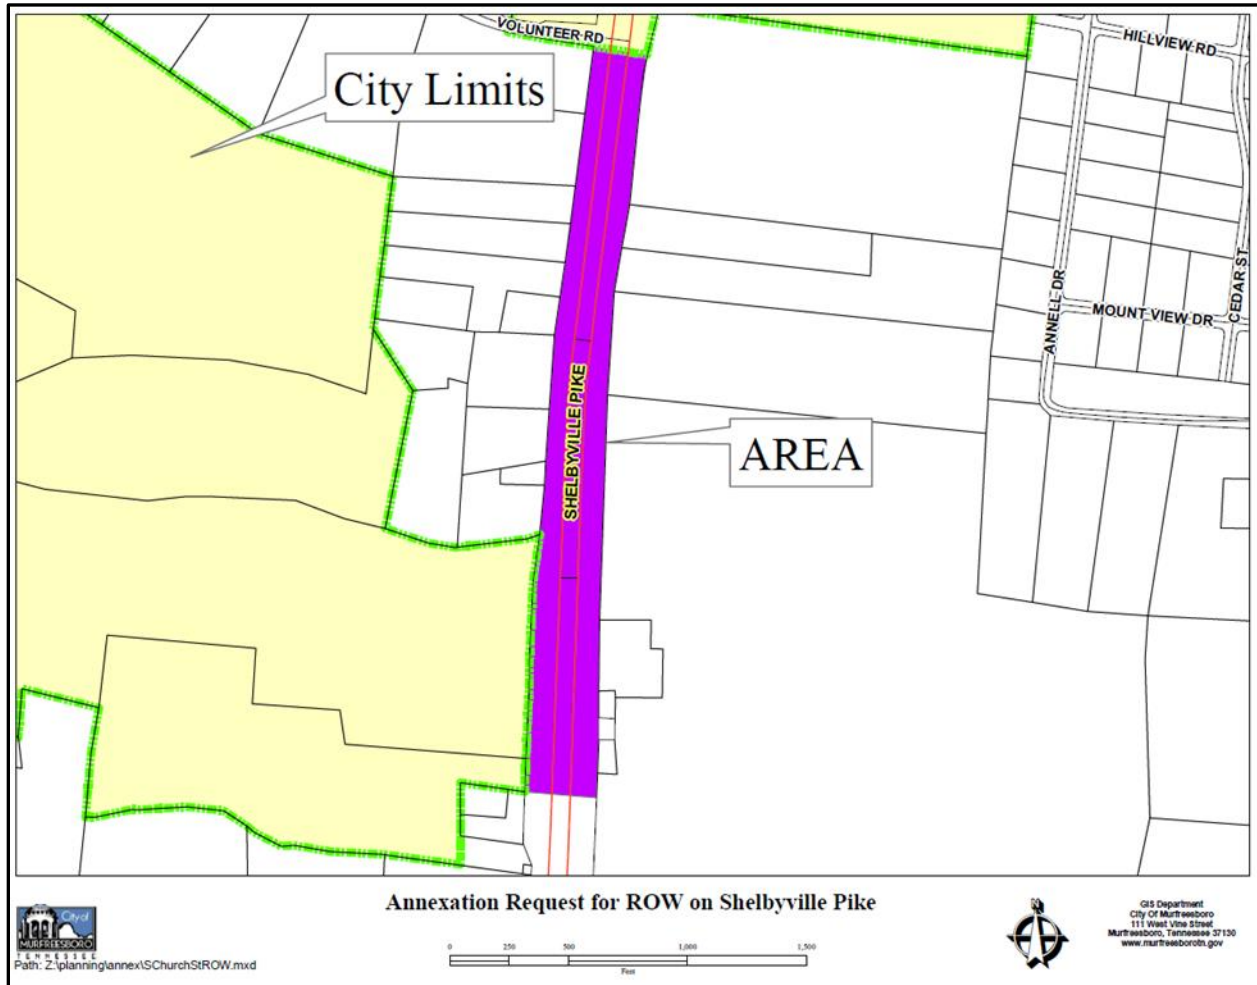 VOLUNTEER RD
HILLVIEW RD
City Limits
CEDAR ST
ANNELL DR
MOUNT VIEW DR
SHELBYVILLE PIKE
AREA
Annexation Request for ROW on Shelbyville Pike
City of
MURFREESBORO
TENNESSEE
Path: Z:\planning\annex\SChurchStROW.mxd
0 250 500 1,000 1,500
Feet
N
GIS Department
City Of Murfreesboro
111 West Vine Street
Murfreesboro, Tennessee 37130
www.murfreesborotn.gov